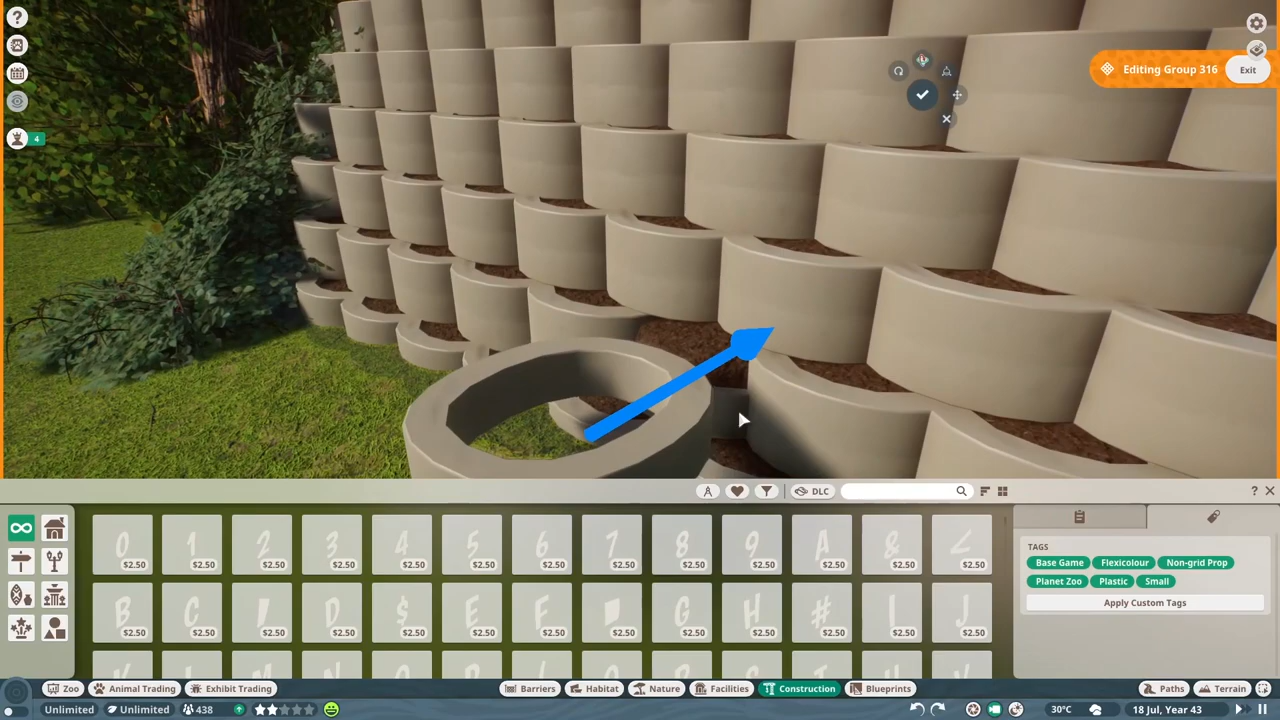 ?
4
Editing Group 316
Exit
DLC
? ×
0 1 2 3 4 5 6 7 8 9 A &
$2.50 $2.50 $2.50 $2.50 $2.50 $2.50 $2.50 $2.50 $2.50 $2.50 $2.50 $2.50 $2.50
B C D $ E F G H # I J
$2.50 $2.50 $2.50 $2.50 $2.50 $2.50 $2.50 $2.50 $2.50 $2.50 $2.50 $2.50 $2.50
TAGS
Base Game Flexicolour Non-grid Prop
Planet Zoo Plastic Small
Apply Custom Tags
Zoo Animal Trading Exhibit Trading Barriers Habitat Nature Facilities Construction Blueprints Paths Terrain
Unlimited Unlimited 438 30°C 18 Jul, Year 43